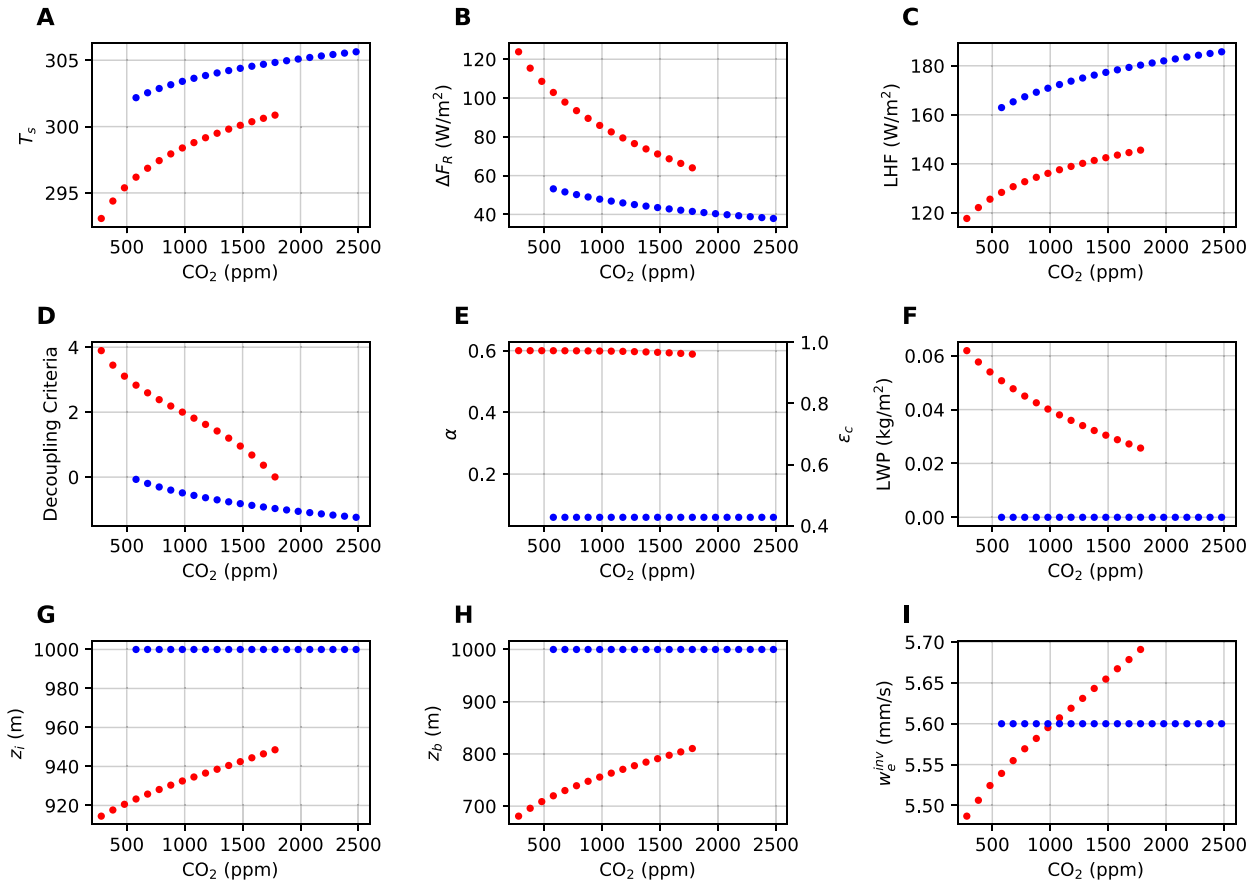 A
B
C
305
300
295
T_s
500 1000 1500 2000 2500
CO₂ (ppm)
120
100
80
60
40
ΔF_R (W/m²)
500 1000 1500 2000 2500
CO₂ (ppm)
180
160
140
120
LHF (W/m²)
500 1000 1500 2000 2500
CO₂ (ppm)
D
E
F
4
2
0
Decoupling Criteria
500 1000 1500 2000 2500
CO₂ (ppm)
0.6
0.4
0.2
α
1.0
0.8
0.6
0.4
ε_c
500 1000 1500 2000 2500
CO₂ (ppm)
0.06
0.04
0.02
0.00
LWP (kg/m²)
500 1000 1500 2000 2500
CO₂ (ppm)
G
H
I
1000
980
960
940
920
z_i (m)
500 1000 1500 2000 2500
CO₂ (ppm)
1000
900
800
700
z_b (m)
500 1000 1500 2000 2500
CO₂ (ppm)
5.70
5.65
5.60
5.55
5.50
w_e^{inv} (mm/s)
500 1000 1500 2000 2500
CO₂ (ppm)